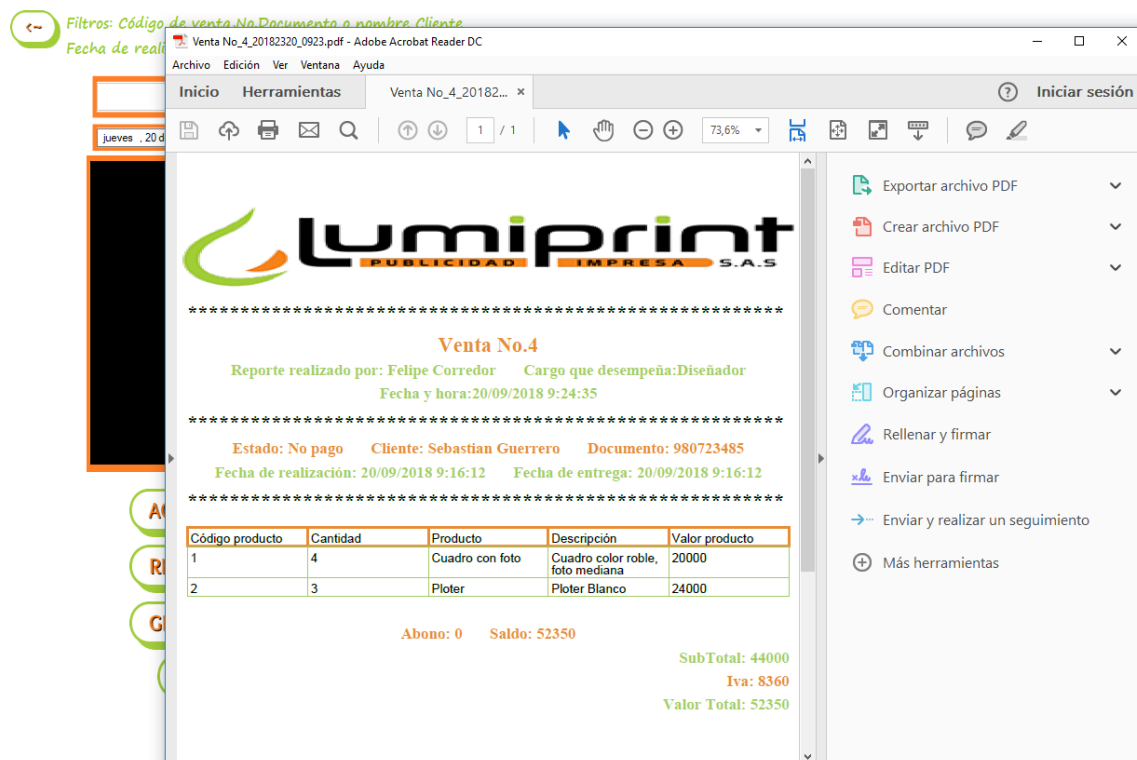 <--
Filtros: Código de venta No.Documento o nombre Cliente
Fecha de reali
jueves , 20 d
Venta No_4_20182320_0923.pdf - Adobe Acrobat Reader DC
Archivo Edición Ver Ventana Ayuda
Inicio Herramientas Venta No_4_20182... × ? Iniciar sesión
1 / 1 73,6%
Lumiprint
PUBLICIDAD IMPRESA S.A.S
**********************************************************
Venta No.4
Reporte realizado por: Felipe Corredor Cargo que desempeña:Diseñador
Fecha y hora:20/09/2018 9:24:35
**********************************************************
Estado: No pago Cliente: Sebastian Guerrero Documento: 980723485
Fecha de realización: 20/09/2018 9:16:12 Fecha de entrega: 20/09/2018 9:16:12
**********************************************************
Código producto Cantidad Producto Descripción Valor producto
1 4 Cuadro con foto Cuadro color roble, 20000
foto mediana
2 3 Ploter Ploter Blanco 24000
Abono: 0 Saldo: 52350
SubTotal: 44000
Iva: 8360
Valor Total: 52350
Exportar archivo PDF
Crear archivo PDF
Editar PDF
Comentar
Combinar archivos
Organizar páginas
Rellenar y firmar
Enviar para firmar
Enviar y realizar un seguimiento
Más herramientas